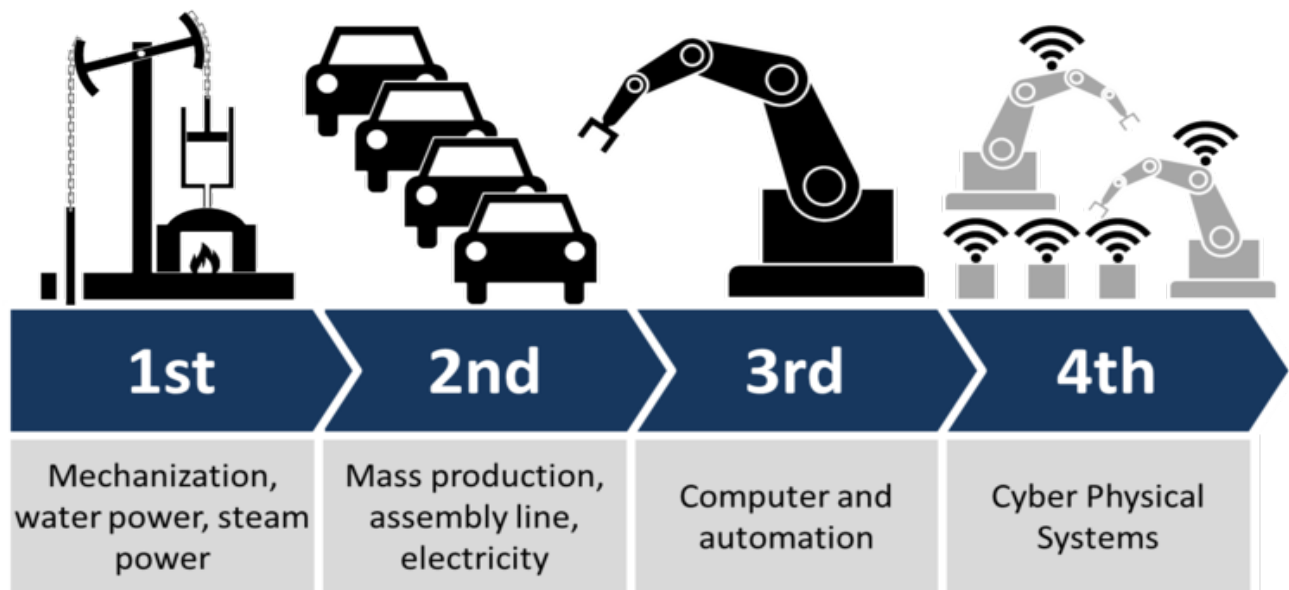 1st
2nd
3rd
4th
Mechanization,
water power, steam
power
Mass production,
assembly line,
electricity
Computer and
automation
Cyber Physical
Systems